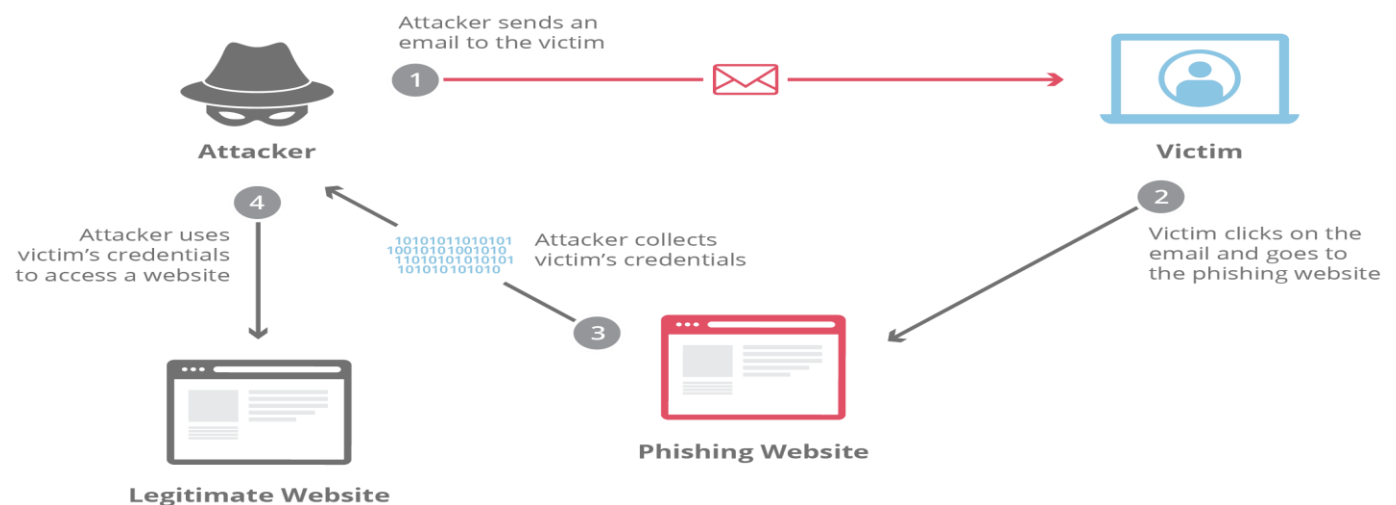 Attacker sends an
email to the victim
1
Attacker
Victim
2
Victim clicks on the
email and goes to
the phishing website
4
Attacker uses
victim's credentials
to access a website
10101011010101
10010101001010
11010101010101
101010101010
Attacker collects
victim's credentials
3
Phishing Website
Legitimate Website